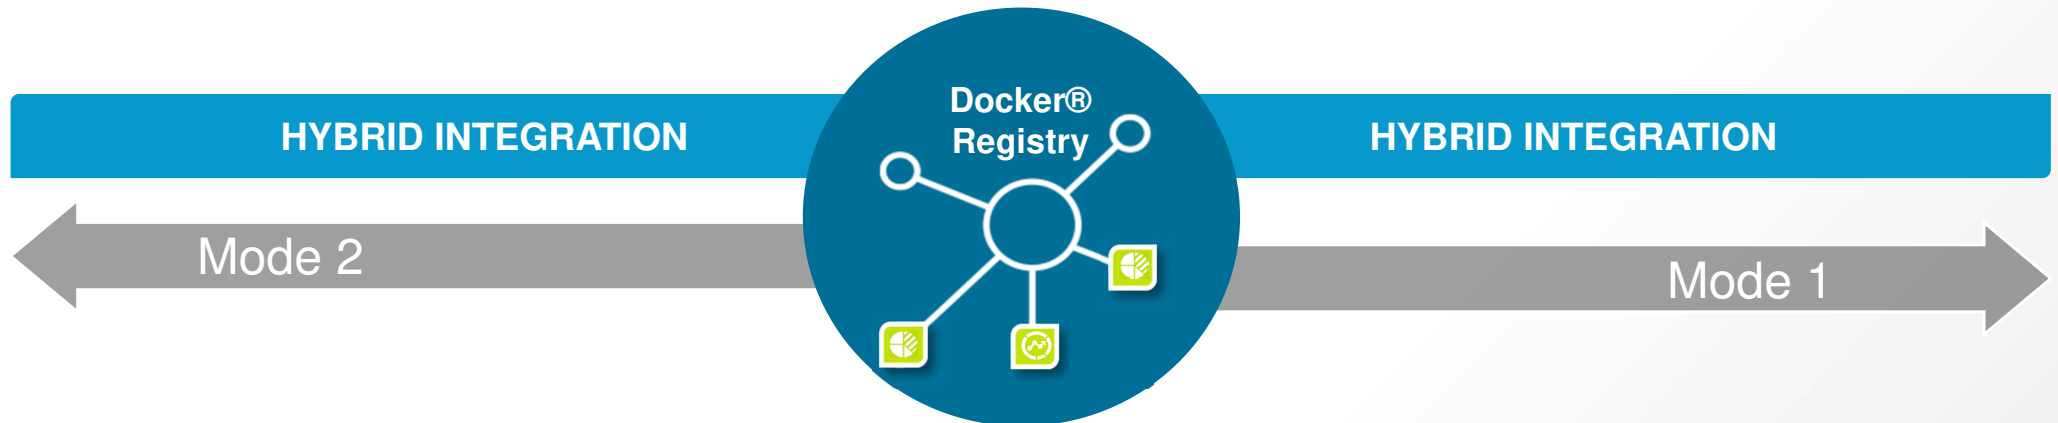 HYBRID INTEGRATION
Docker®
Registry
HYBRID INTEGRATION
Mode 2
Mode 1